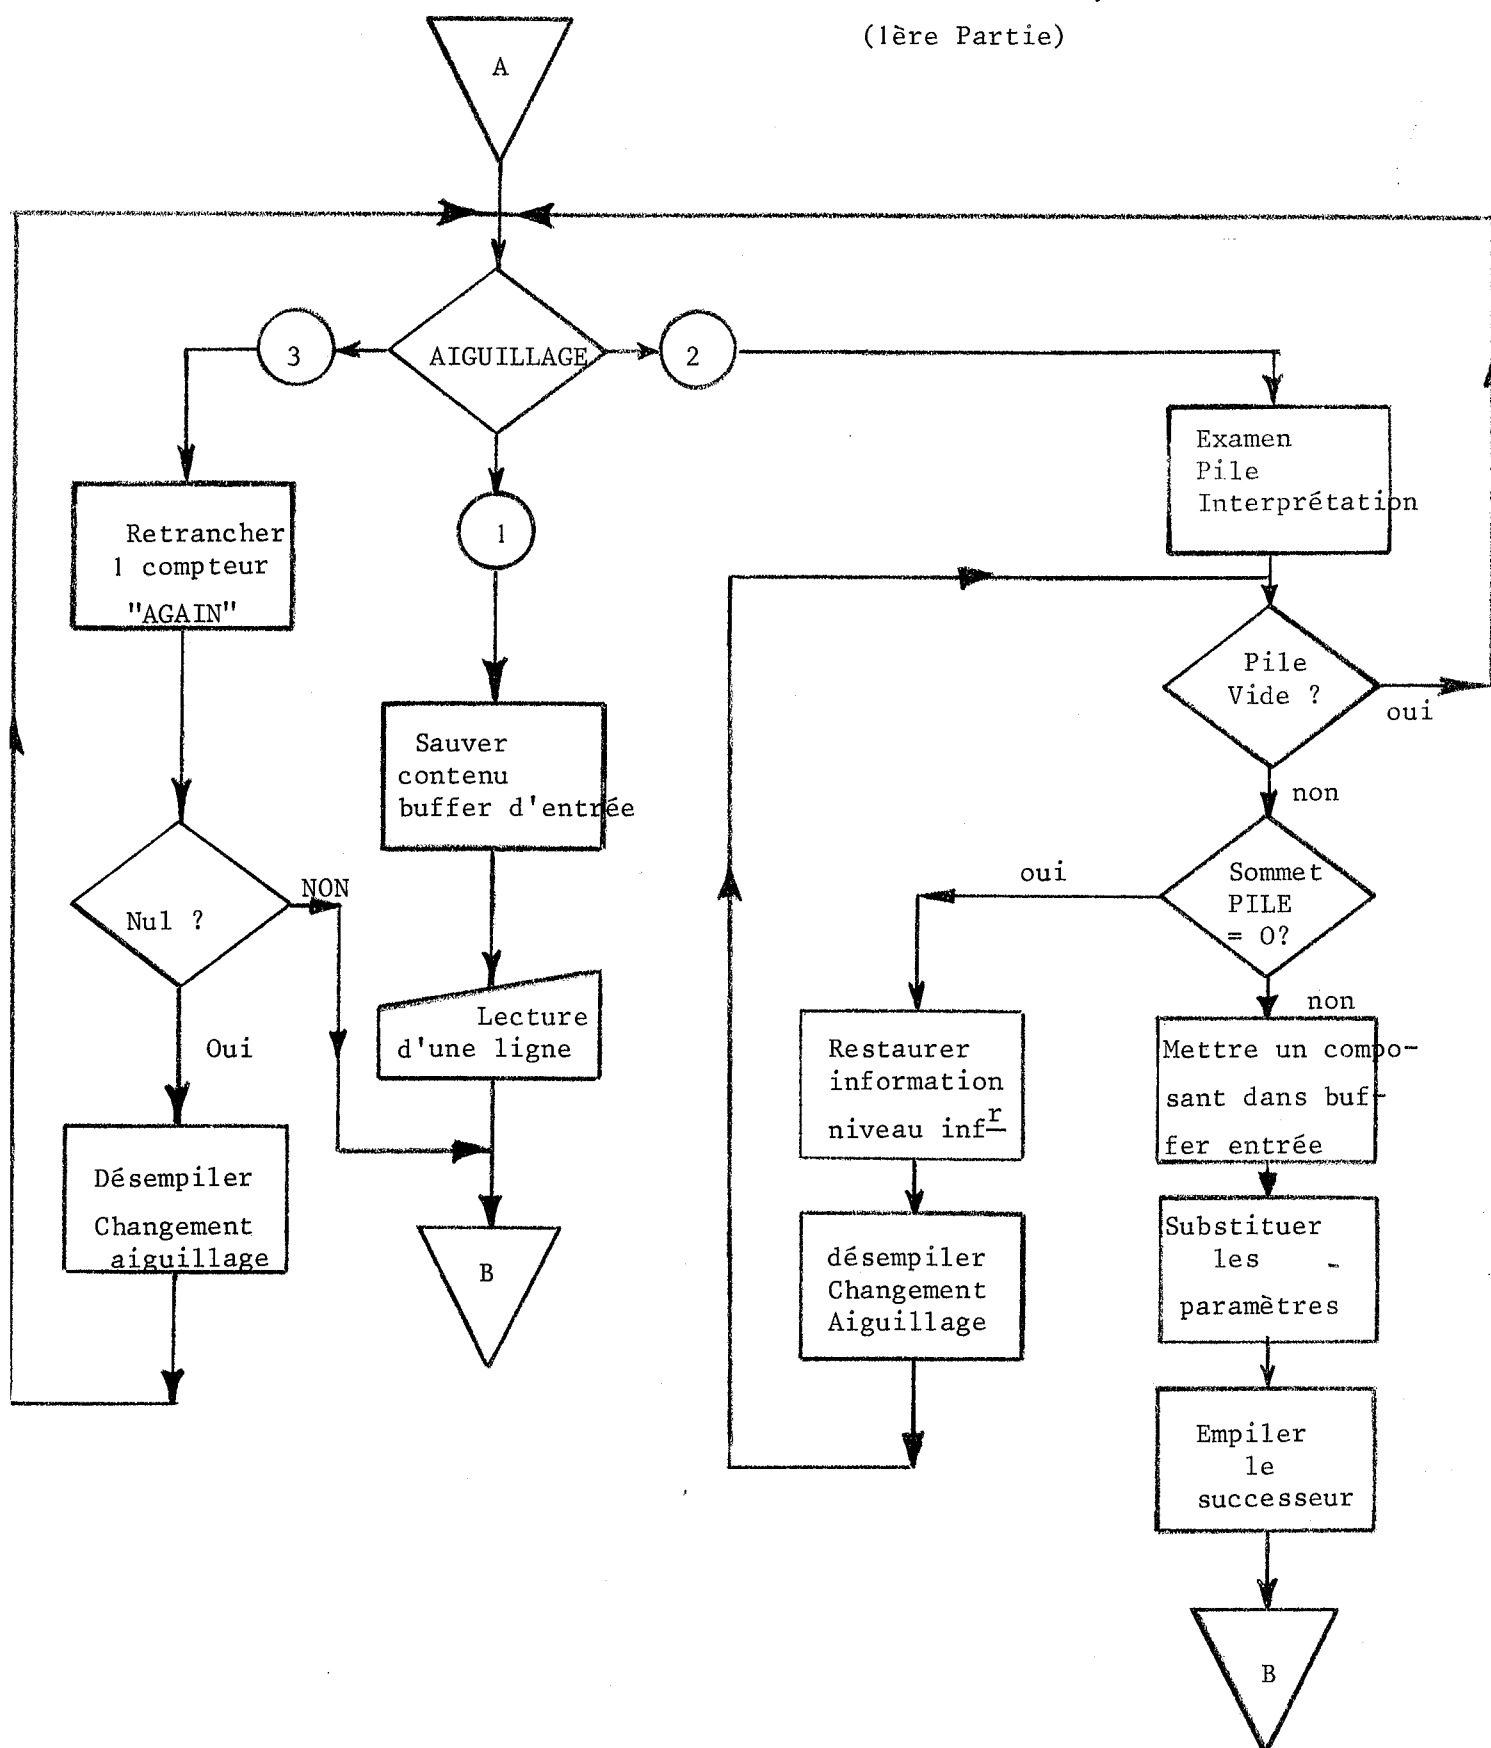 (1ère Partie)
A
AIGUILLAGE
3
2
1
Retrancher
1 compteur
"AGAIN"
Nul ?
NON
Oui
Désempiler
Changement
aiguillage
Sauver
contenu
buffer d'entrée
Lecture
d'une ligne
B
Examen
Pile
Interprétation
Pile
Vide ?
oui
non
Sommet
PILE
= 0?
oui
non
Restaurer
information
niveau infr
désempiler
Changement
Aiguillage
Mettre un compo-
sant dans buf-
fer entrée
Substituer
les
paramètres
Empiler
le
successeur
B